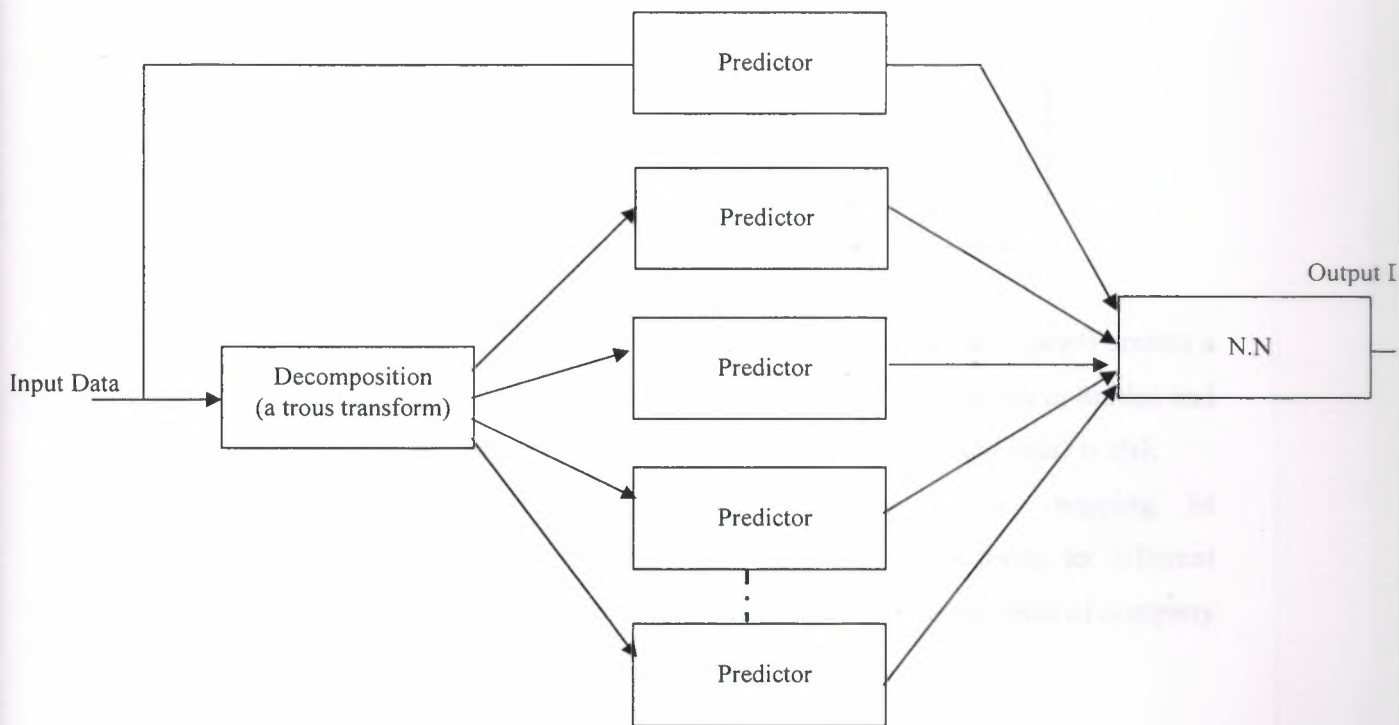 Predictor
Predictor
Output
Predictor
N.N
Input Data
Decomposition
(a trous transform)
Predictor
Predictor